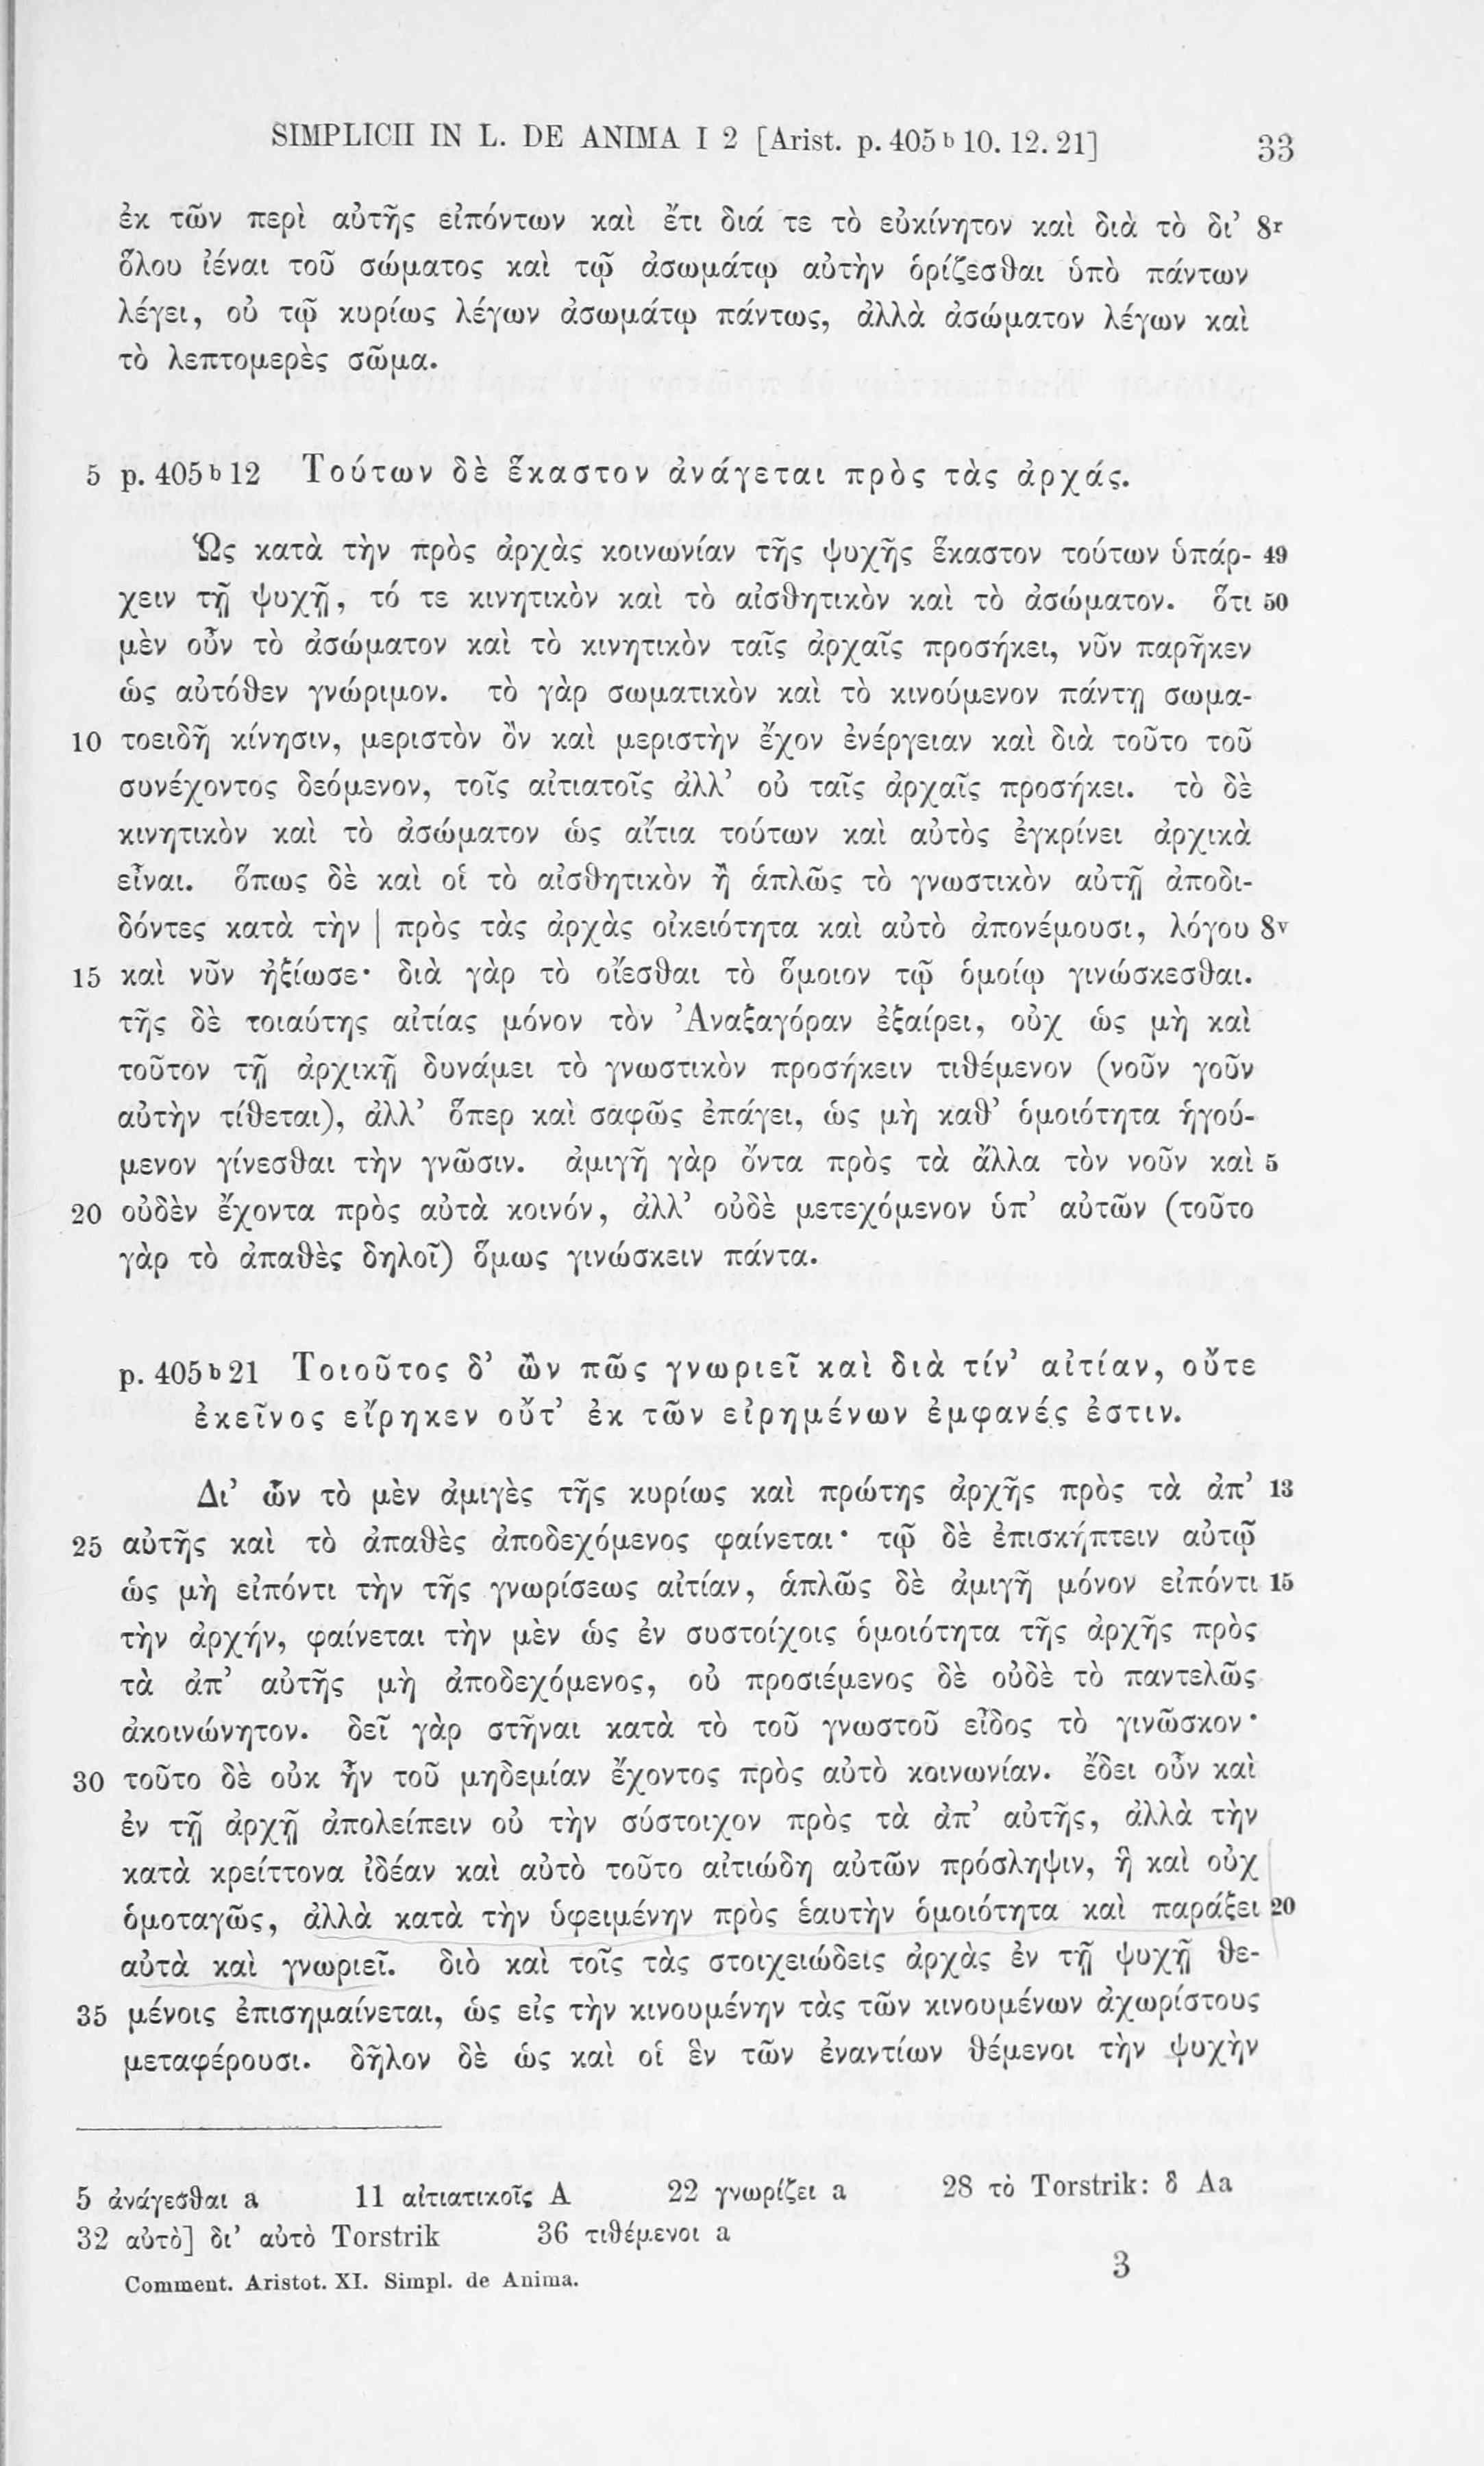 SIMPLICII IN L. DE ANIMA I 2 [Arist. p. 405 b 10. 12. 21] 33
ἐκ τῶν περὶ αὐτῆς εἰπόντων καὶ ἔτι διά τε τὸ εὐκίνητον καὶ διὰ τὸ δι’ 8r
ὅλου ἰέναι τοῦ σώματος καὶ τῷ ἀσωμάτῳ αὐτὴν ὁρίζεσθαι ὑπὸ πάντων
λέγει, οὐ τῷ κυρίως λέγων ἀσωμάτῳ πάντως, ἀλλὰ ἀσώματον λέγων καὶ
τὸ λεπτομερὲς σῶμα.
5 p. 405 b 12 Τούτων δὲ ἕκαστον ἀνάγεται πρὸς τὰς ἀρχάς.
Ὡς κατὰ τὴν πρὸς ἀρχὰς κοινωνίαν τῆς ψυχῆς ἕκαστον τούτων ὑπάρ- 49
χειν τῇ ψυχῇ, τό τε κινητικὸν καὶ τὸ αἰσθητικὸν καὶ τὸ ἀσώματον. ὅτι 50
μὲν οὖν τὸ ἀσώματον καὶ τὸ κινητικὸν ταῖς ἀρχαῖς προσήκει, νῦν παρῆκεν
ὡς αὐτόθεν γνώριμον. τὸ γὰρ σωματικὸν καὶ τὸ κινούμενον πάντῃ σωμα-
10 τοειδῆ κίνησιν, μεριστὸν ὂν καὶ μεριστὴν ἔχον ἐνέργειαν καὶ διὰ τοῦτο τοῦ
συνέχοντος δεόμενον, τοῖς αἰτιατοῖς ἀλλ’ οὐ ταῖς ἀρχαῖς προσήκει. τὸ δὲ
κινητικὸν καὶ τὸ ἀσώματον ὡς αἴτια τούτων καὶ αὐτὸς ἐγκρίνει ἀρχικὰ
εἶναι. ὅπως δὲ καὶ οἱ τὸ αἰσθητικὸν ἢ ἁπλῶς τὸ γνωστικὸν αὐτῇ ἀποδι-
δόντες κατὰ τὴν | πρὸς τὰς ἀρχὰς οἰκειότητα καὶ αὐτὸ ἀπονέμουσι, λόγου 8v
15 καὶ νῦν ἠξίωσε· διὰ γὰρ τὸ οἴεσθαι τὸ ὅμοιον τῷ ὁμοίῳ γινώσκεσθαι.
τῆς δὲ τοιαύτης αἰτίας μόνον τὸν Ἀναξαγόραν ἐξαίρει, οὐχ ὡς μὴ καὶ
τοῦτον τῇ ἀρχικῇ δυνάμει τὸ γνωστικὸν προσήκειν τιθέμενον (νοῦν γοῦν
αὐτὴν τίθεται), ἀλλ’ ὅπερ καὶ σαφῶς ἐπάγει, ὡς μὴ καθ’ ὁμοιότητα ἡγού-
μενον γίνεσθαι τὴν γνῶσιν. ἀμιγῆ γὰρ ὄντα πρὸς τὰ ἄλλα τὸν νοῦν καὶ 5
20 οὐδὲν ἔχοντα πρὸς αὐτὰ κοινόν, ἀλλ’ οὐδὲ μετεχόμενον ὑπ’ αὐτῶν (τοῦτο
γὰρ τὸ ἀπαθὲς δηλοῖ) ὅμως γινώσκειν πάντα.
p. 405 b 21 Τοιοῦτος δ’ ὢν πῶς γνωριεῖ καὶ διὰ τίν’ αἰτίαν, οὔτε
ἐκεῖνος εἴρηκεν οὔτ’ ἐκ τῶν εἰρημένων ἐμφανές ἐστιν.
Δι’ ὧν τὸ μὲν ἀμιγὲς τῆς κυρίως καὶ πρώτης ἀρχῆς πρὸς τὰ ἀπ’ 13
25 αὐτῆς καὶ τὸ ἀπαθὲς ἀποδεχόμενος φαίνεται· τῷ δὲ ἐπισκήπτειν αὐτῷ
ὡς μὴ εἰπόντι τὴν τῆς γνωρίσεως αἰτίαν, ἁπλῶς δὲ ἀμιγῆ μόνον εἰπόντι 15
τὴν ἀρχήν, φαίνεται τὴν μὲν ὡς ἐν συστοίχοις ὁμοιότητα τῆς ἀρχῆς πρὸς
τὰ ἀπ’ αὐτῆς μὴ ἀποδεχόμενος, οὐ προσιέμενος δὲ οὐδὲ τὸ παντελῶς
ἀκοινώνητον. δεῖ γὰρ στῆναι κατὰ τὸ τοῦ γνωστοῦ εἶδος τὸ γινῶσκον·
30 τοῦτο δὲ οὐκ ἦν τοῦ μηδεμίαν ἔχοντος πρὸς αὐτὸ κοινωνίαν. ἔδει οὖν καὶ
ἐν τῇ ἀρχῇ ἀπολείπειν οὐ τὴν σύστοιχον πρὸς τὰ ἀπ’ αὐτῆς, ἀλλὰ τὴν
κατὰ κρείττονα ἰδέαν καὶ αὐτὸ τοῦτο αἰτιώδη αὐτῶν πρόσληψιν, ᾗ καὶ οὐχ
ὁμοταγῶς, ἀλλὰ κατὰ τὴν ὑφειμένην πρὸς ἑαυτὴν ὁμοιότητα καὶ παράξει 20
αὐτὰ καὶ γνωριεῖ. διὸ καὶ τοῖς τὰς στοιχειώδεις ἀρχὰς ἐν τῇ ψυχῇ θε-
35 μένοις ἐπισημαίνεται, ὡς εἰς τὴν κινουμένην τὰς τῶν κινουμένων ἀχωρίστους
μεταφέρουσι. δῆλον δὲ ὡς καὶ οἱ ἓν τῶν ἐναντίων θέμενοι τὴν ψυχὴν
5 ἀνάγεσθαι a 11 αἰτιατικοῖς A 22 γνωρίζει a 28 τὸ Torstrik: ὃ Aa
32 αὐτὸ] δι’ αὐτὸ Torstrik 36 τιθέμενοι a
Comment. Aristot. XI. Simpl. de Anima. 3